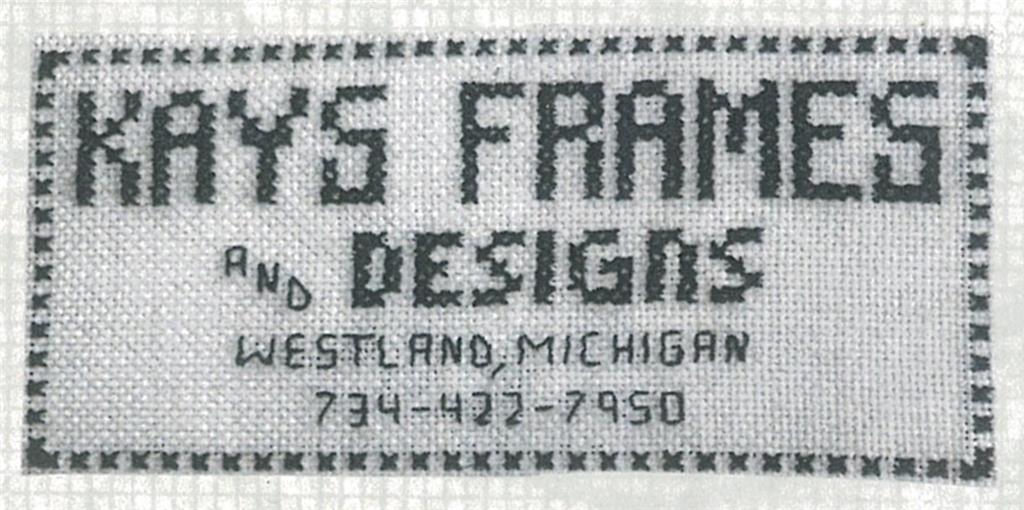 KAYS FRAMES
AND DESIGNS
WESTLAND, MICHIGAN
734-422-7950